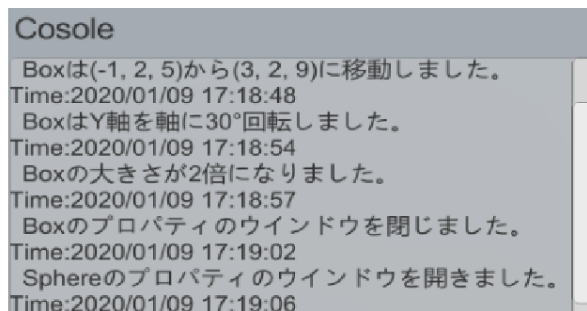 Cosole
Boxは(-1, 2, 5)から(3, 2, 9)に移動しました。
Time:2020/01/09 17:18:48
BoxはY軸を軸に30°回転しました。
Time:2020/01/09 17:18:54
Boxの大きさが2倍になりました。
Time:2020/01/09 17:18:57
Boxのプロパティのウインドウを閉じました。
Time:2020/01/09 17:19:02
Sphereのプロパティのウインドウを開きました。
Time:2020/01/09 17:19:06